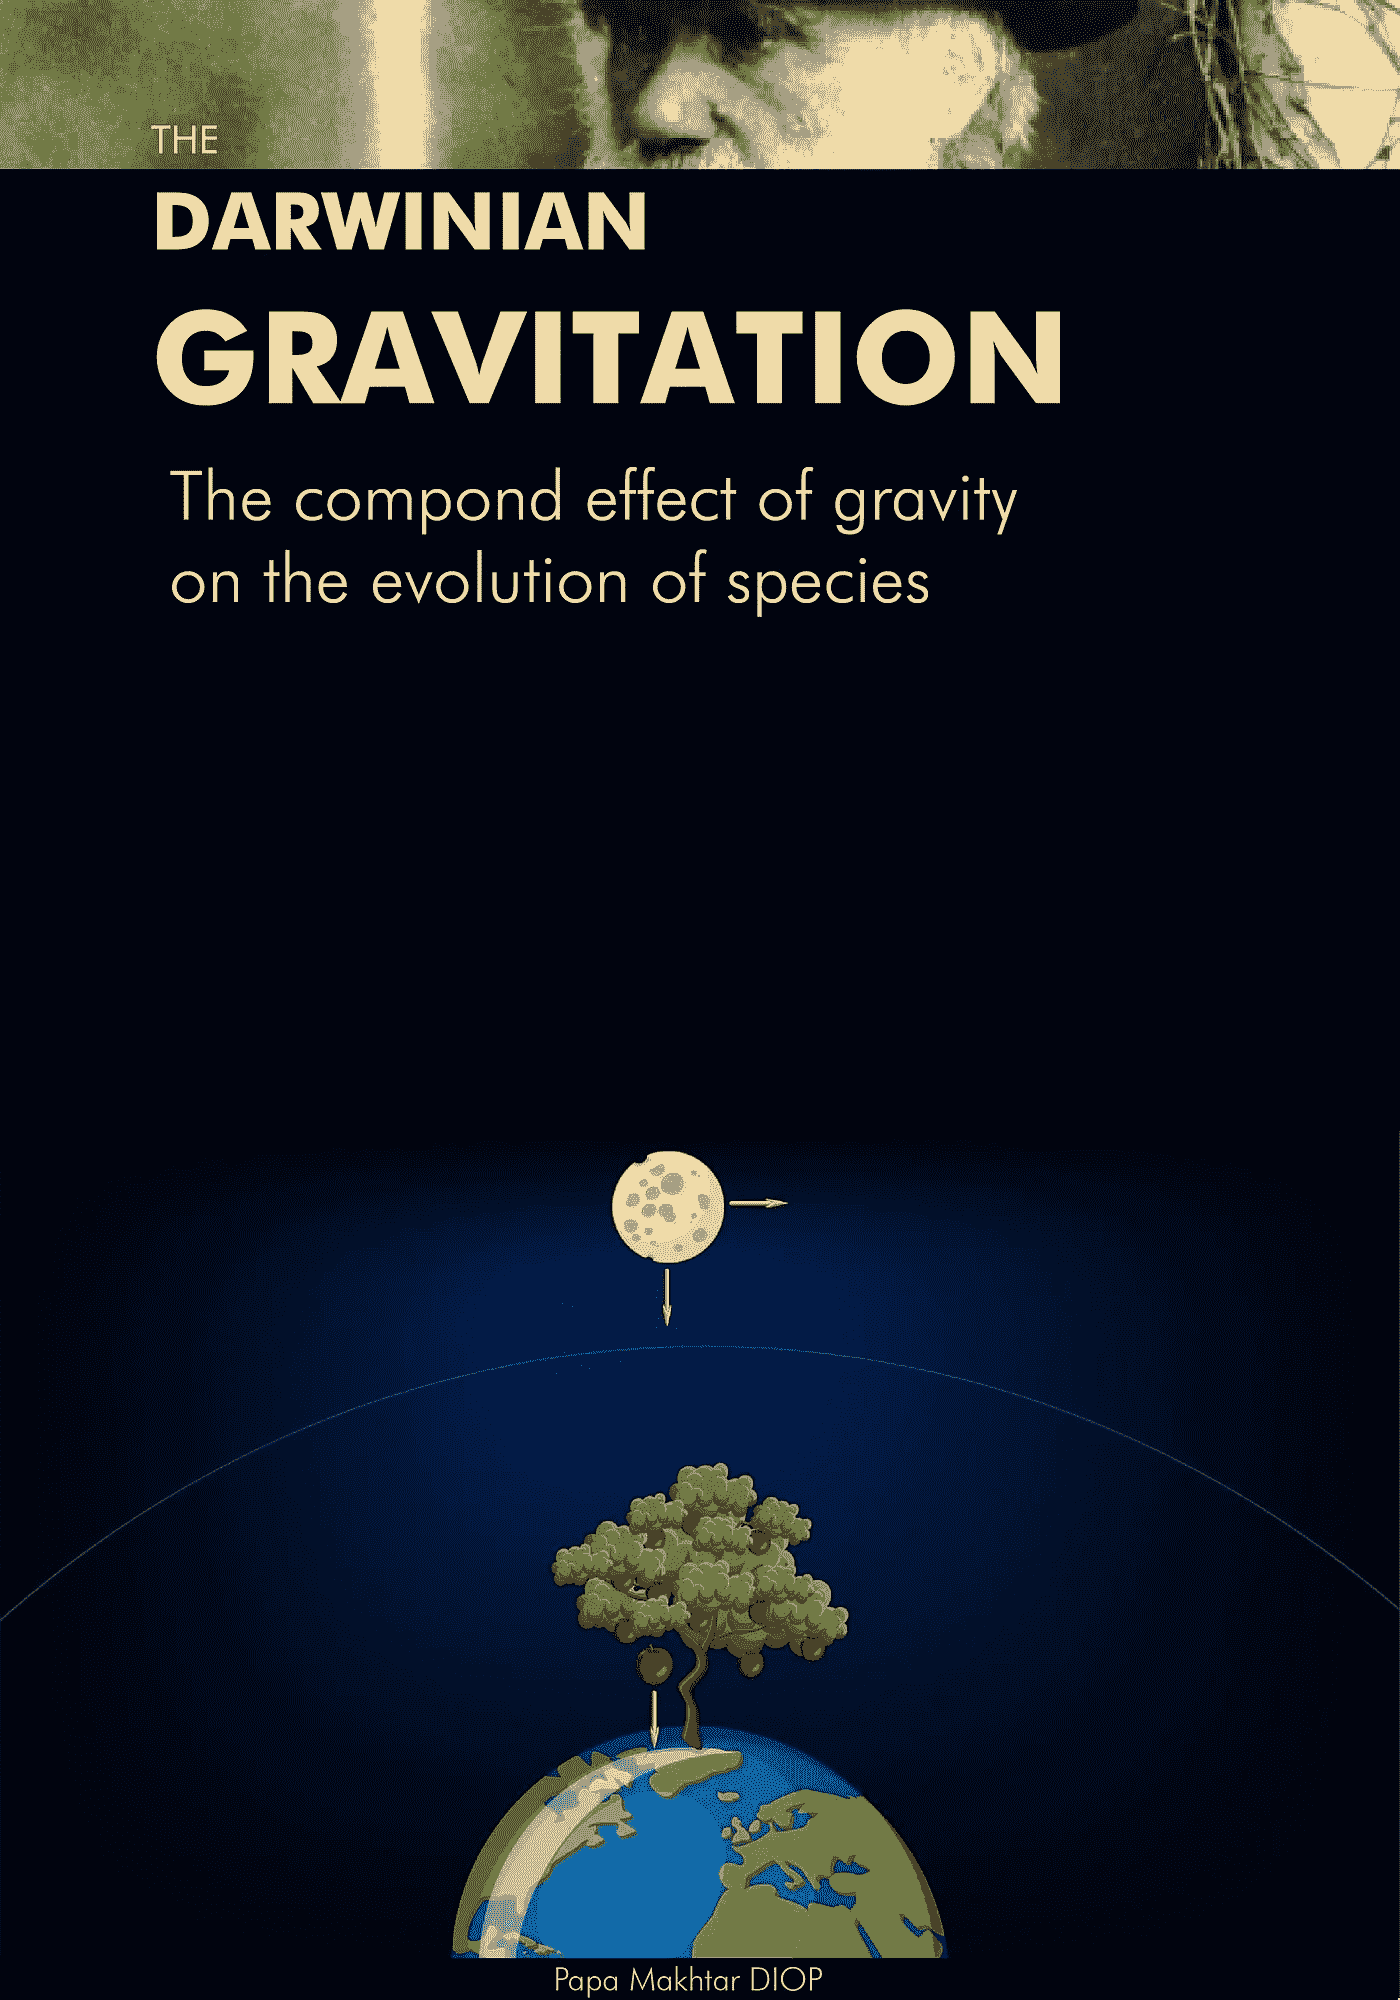 THE
DARWINIAN
GRAVITATION
The compond effect of gravity
on the evolution of species
Papa Makhtar DIOP